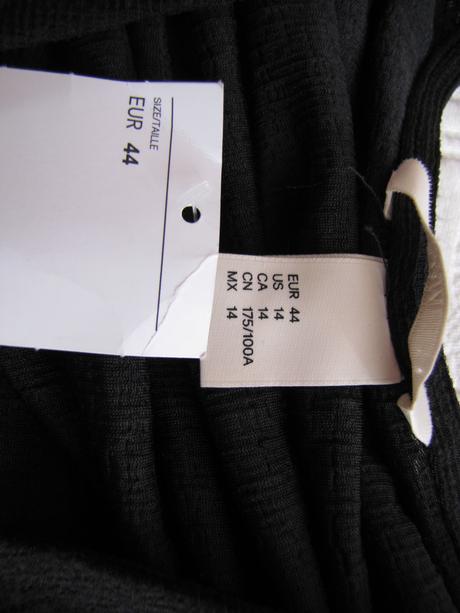 SIZE/TAILLE
EUR 44
EUR 44
US 14
CA 14
CN 175/100A
MX 14